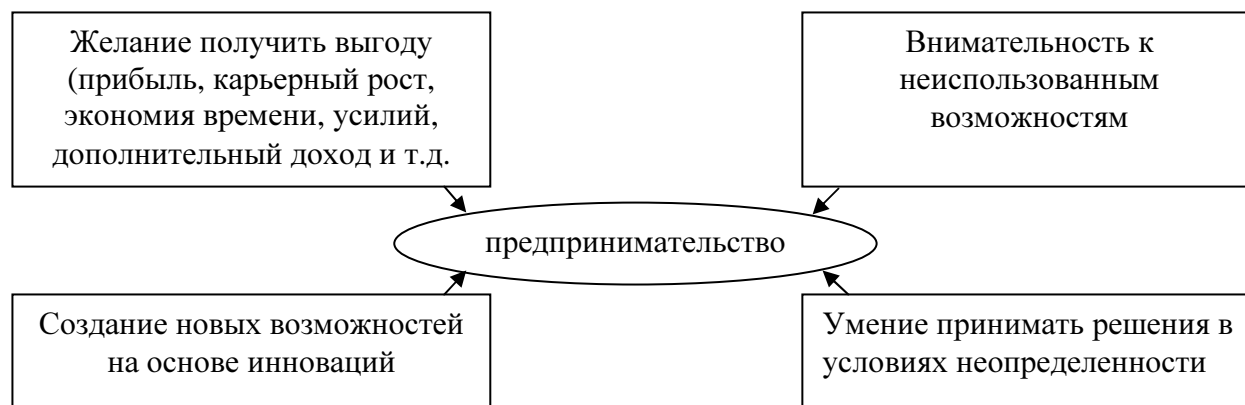 Желание получить выгоду
(прибыль, карьерный рост,
экономия времени, усилий,
дополнительный доход и т.д.
Внимательность к
неиспользованным
возможностям
предпринимательство
Создание новых возможностей
на основе инноваций
Умение принимать решения в
условиях неопределенности